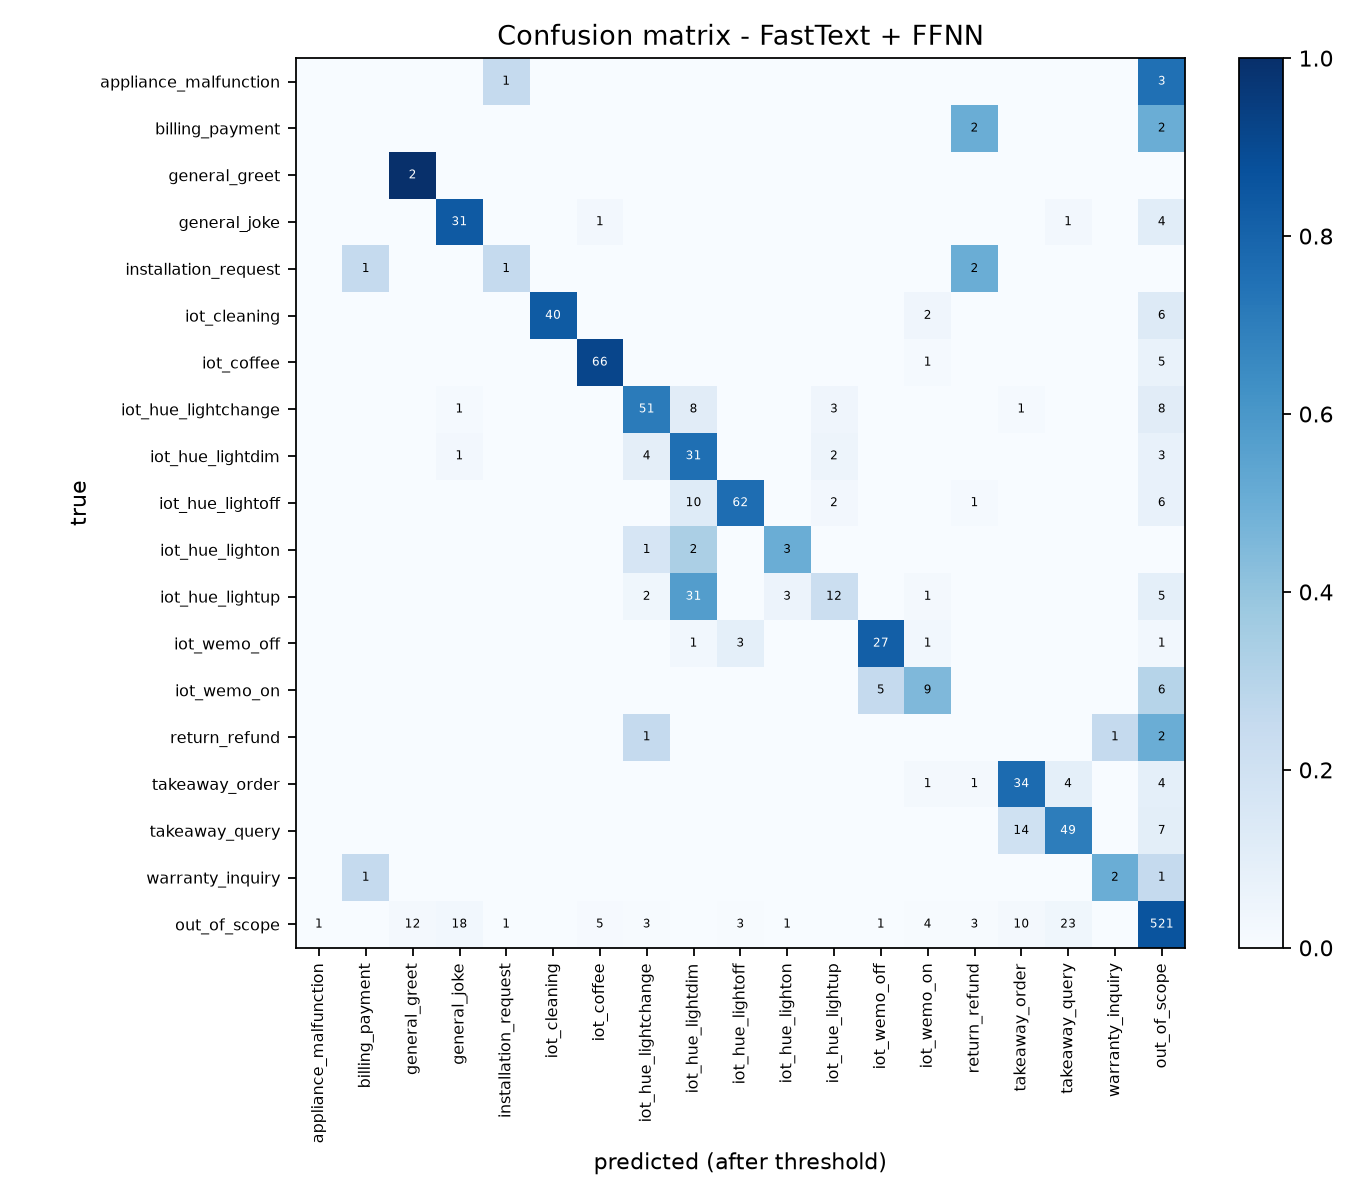 Confusion matrix - FastText + FFNN
appliance_malfunction 1 3
billing_payment 2 2
general_greet 2
general_joke 31 1 1 4
installation_request 1 1 2
iot_cleaning 40 2 6
iot_coffee 66 1 5
iot_hue_lightchange 1 51 8 3 1 8
iot_hue_lightdim 1 4 31 2 3
iot_hue_lightoff 10 62 2 1 6
iot_hue_lighton 1 2 3
iot_hue_lightup 2 31 3 12 1 5
iot_wemo_off 1 3 27 1 1
iot_wemo_on 5 9 6
return_refund 1 1 2
takeaway_order 1 1 34 4 4
takeaway_query 14 49 7
warranty_inquiry 1 2 1
out_of_scope 1 12 18 1 5 3 3 1 1 4 3 10 23 521
true
appliance_malfunction
billing_payment
general_greet
general_joke
installation_request
iot_cleaning
iot_coffee
iot_hue_lightchange
iot_hue_lightdim
iot_hue_lightoff
iot_hue_lighton
iot_hue_lightup
iot_wemo_off
iot_wemo_on
return_refund
takeaway_order
takeaway_query
warranty_inquiry
out_of_scope
predicted (after threshold)
1.0
0.8
0.6
0.4
0.2
0.0